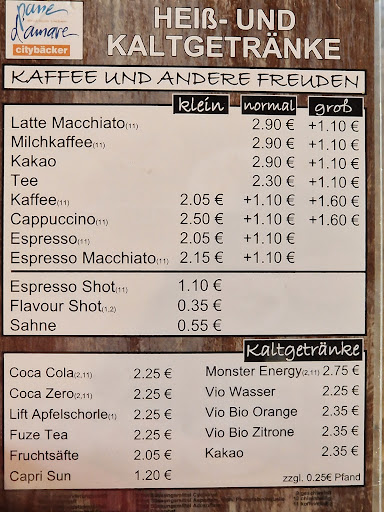 pane
d'amare
citybäcker
HEIß- UND
KALTGETRÄNKE
KAFFEE UND ANDERE FREUDEN
klein normal groß
Latte Macchiato(11) 2.90 € +1.10 €
Milchkaffee(11) 2.90 € +1.10 €
Kakao 2.90 € +1.10 €
Tee 2.30 € +1.10 €
Kaffee(11) 2.05 € +1.10 € +1.60 €
Cappuccino(11) 2.50 € +1.10 € +1.60 €
Espresso(11) 2.05 € +1.10 €
Espresso Macchiato(11) 2.15 € +1.10 €
Espresso Shot(11) 1.10 €
Flavour Shot(1,2) 0.35 €
Sahne 0.55 €
Kaltgetränke
Coca Cola(2,11) 2.25 €
Coca Zero(2,11) 2.25 €
Lift Apfelschorle(1) 2.25 €
Fuze Tea 2.25 €
Fruchtsäfte 2.05 €
Capri Sun 1.20 €
Monster Energy(2,11) 2.75 €
Vio Wasser 2.25 €
Vio Bio Orange 2.35 €
Vio Bio Zitrone 2.35 €
Kakao 2.35 €
zzgl. 0.25€ Pfand